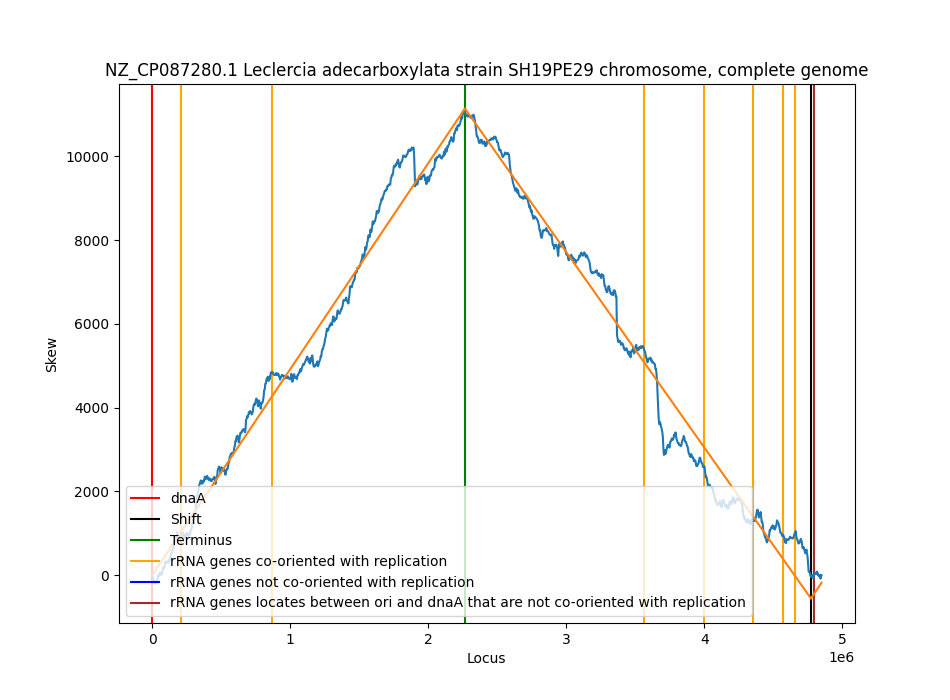 NZ_CP087280.1 Leclercia adecarboxylata strain SH19PE29 chromosome, complete genome
Skew
10000
8000
6000
4000
2000
0
dnaA
Shift
Terminus
rRNA genes co-oriented with replication
rRNA genes not co-oriented with replication
rRNA genes locates between ori and dnaA that are not co-oriented with replication
0 1 2 3 4 5
1e6
Locus